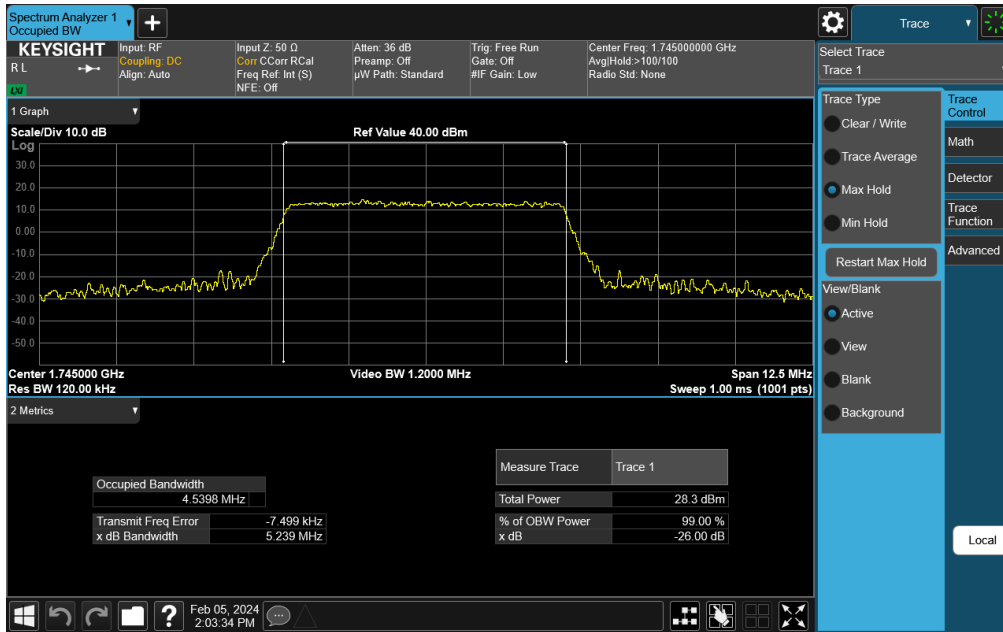 Spectrum Analyzer 1
Occupied BW
KEYSIGHT
R L
LXI
Input: RF
Coupling: DC
Align: Auto
Input Z: 50 Ω
Corr CCorr RCal
Freq Ref: Int (S)
NFE: Off
Atten: 36 dB
Preamp: Off
µW Path: Standard
Trig: Free Run
Gate: Off
#IF Gain: Low
Center Freq: 1.745000000 GHz
Avg|Hold:>100/100
Radio Std: None
1 Graph
Scale/Div 10.0 dB
Ref Value 40.00 dBm
Log
30.0
20.0
10.0
0.00
-10.0
-20.0
-30.0
-40.0
-50.0
Center 1.745000 GHz
Video BW 1.2000 MHz
Span 12.5 MHz
Res BW 120.00 kHz
Sweep 1.00 ms (1001 pts)
2 Metrics
Occupied Bandwidth
4.5398 MHz
Transmit Freq Error -7.499 kHz
x dB Bandwidth 5.239 MHz
Measure Trace Trace 1
Total Power 28.3 dBm
% of OBW Power 99.00 %
x dB -26.00 dB
Feb 05, 2024
2:03:34 PM
Trace
Select Trace
Trace 1
Trace Type
Clear / Write
Trace Average
Max Hold
Min Hold
Restart Max Hold
View/Blank
Active
View
Blank
Background
Trace
Control
Math
Detector
Trace
Function
Advanced
Local